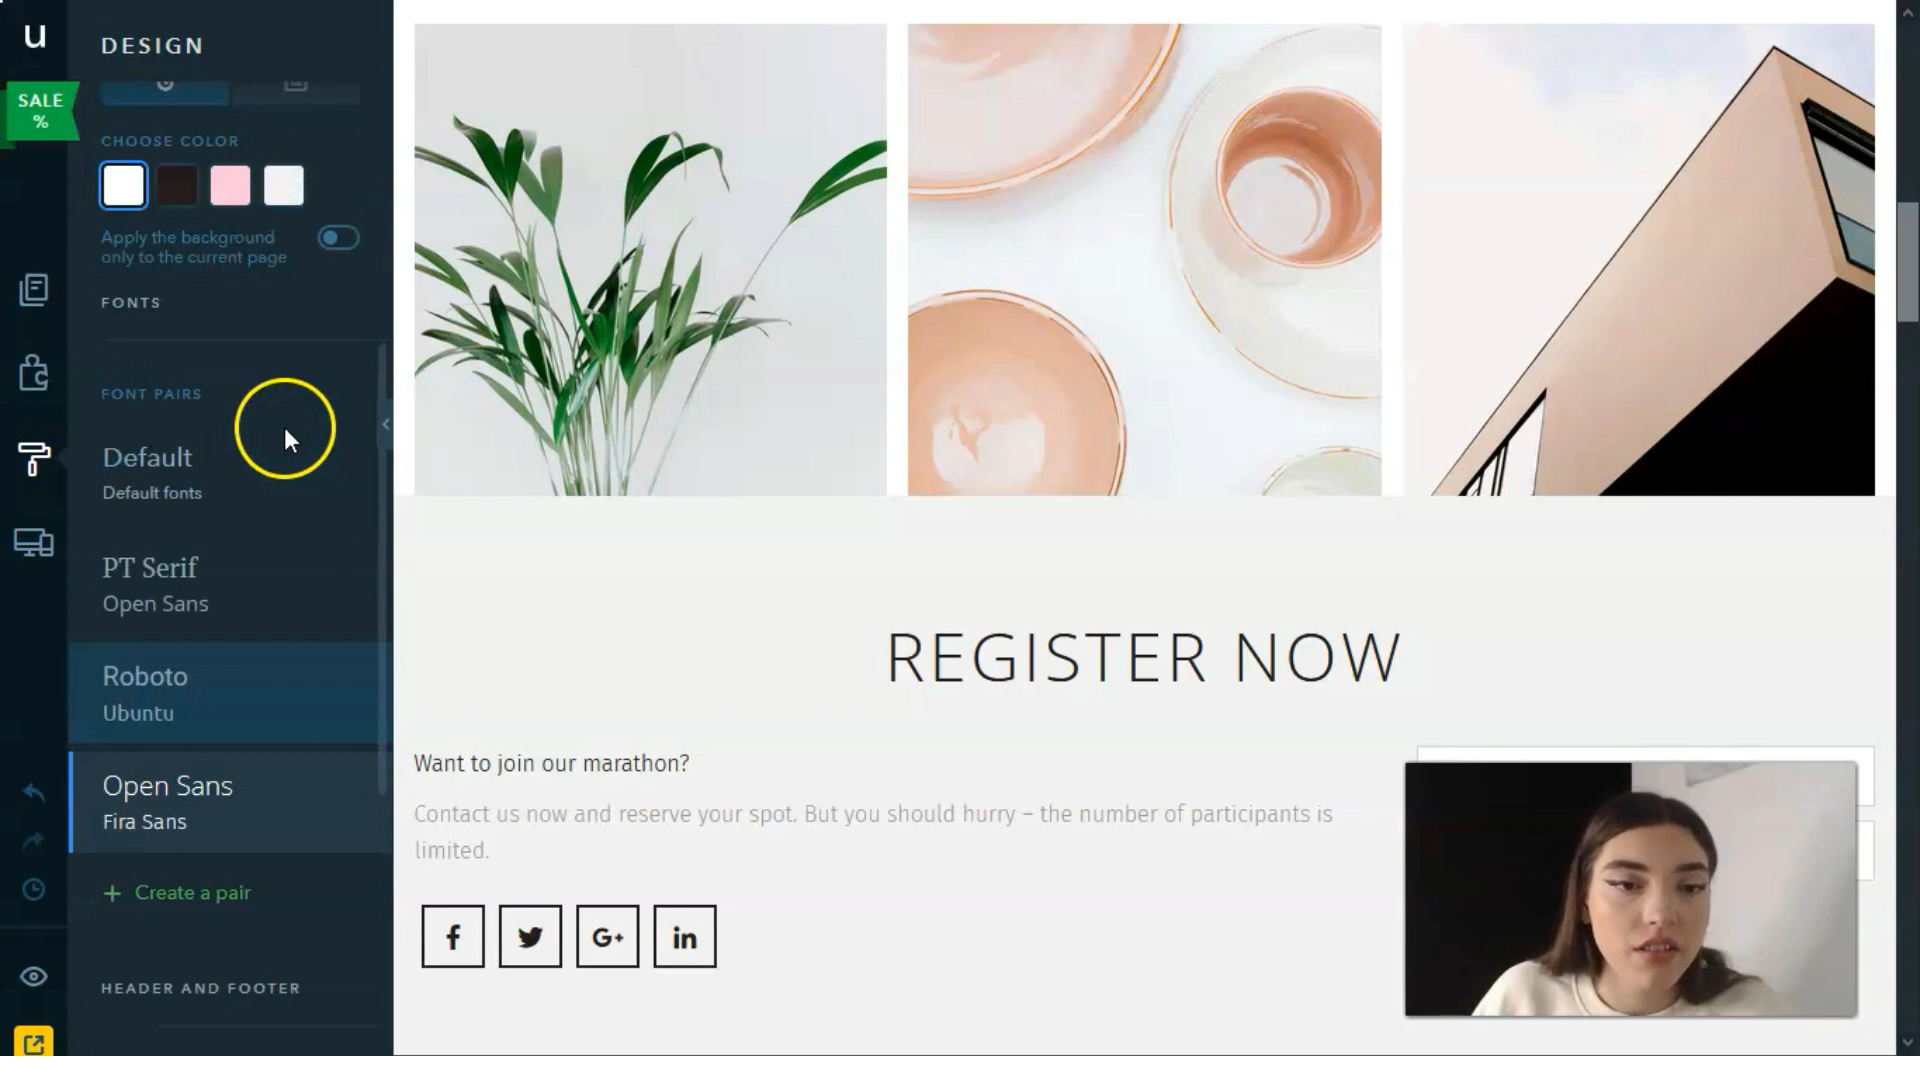 u
DESIGN
SALE
%
CHOOSE COLOR
Apply the background
only to the current page
FONTS
FONT PAIRS
Default
Default fonts
PT Serif
Open Sans
Roboto
Ubuntu
Open Sans
Fira Sans
+ Create a pair
HEADER AND FOOTER
REGISTER NOW
Want to join our marathon?
Contact us now and reserve your spot. But you should hurry – the number of participants is
limited.
f
G+
in